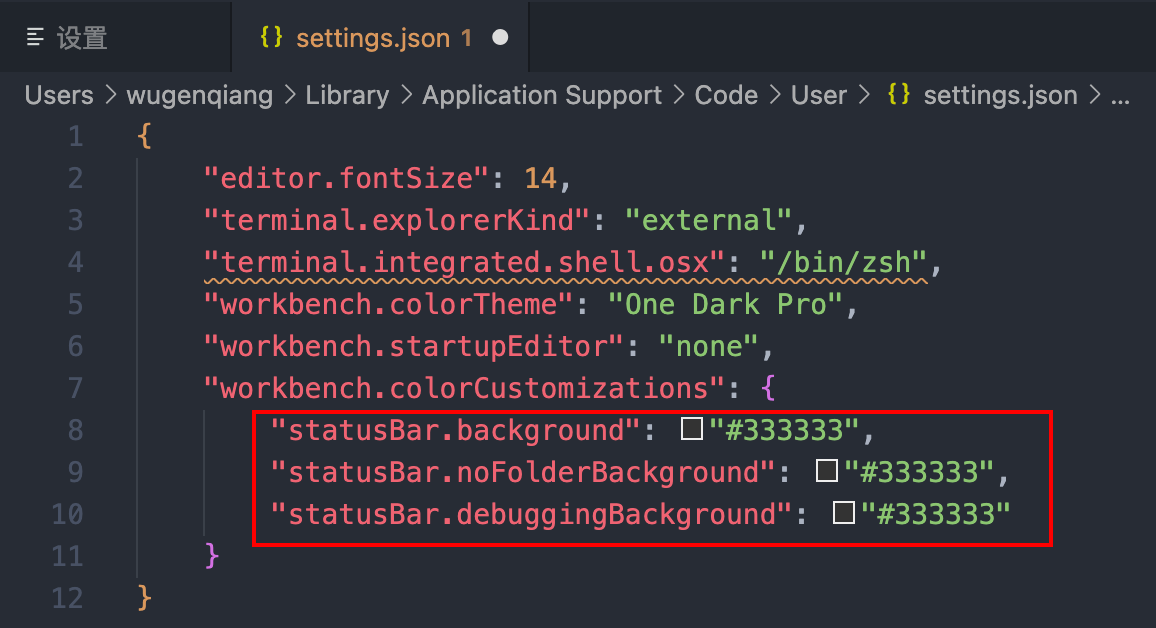 设置
{} settings.json 1
Users > wugenqiang > Library > Application Support > Code > User > {} settings.json > ...
1 {
2 "editor.fontSize": 14,
3 "terminal.explorerKind": "external",
4 "terminal.integrated.shell.osx": "/bin/zsh",
5 "workbench.colorTheme": "One Dark Pro",
6 "workbench.startupEditor": "none",
7 "workbench.colorCustomizations": {
8 "statusBar.background": "#333333",
9 "statusBar.noFolderBackground": "#333333",
10 "statusBar.debuggingBackground": "#333333"
11 }
12 }